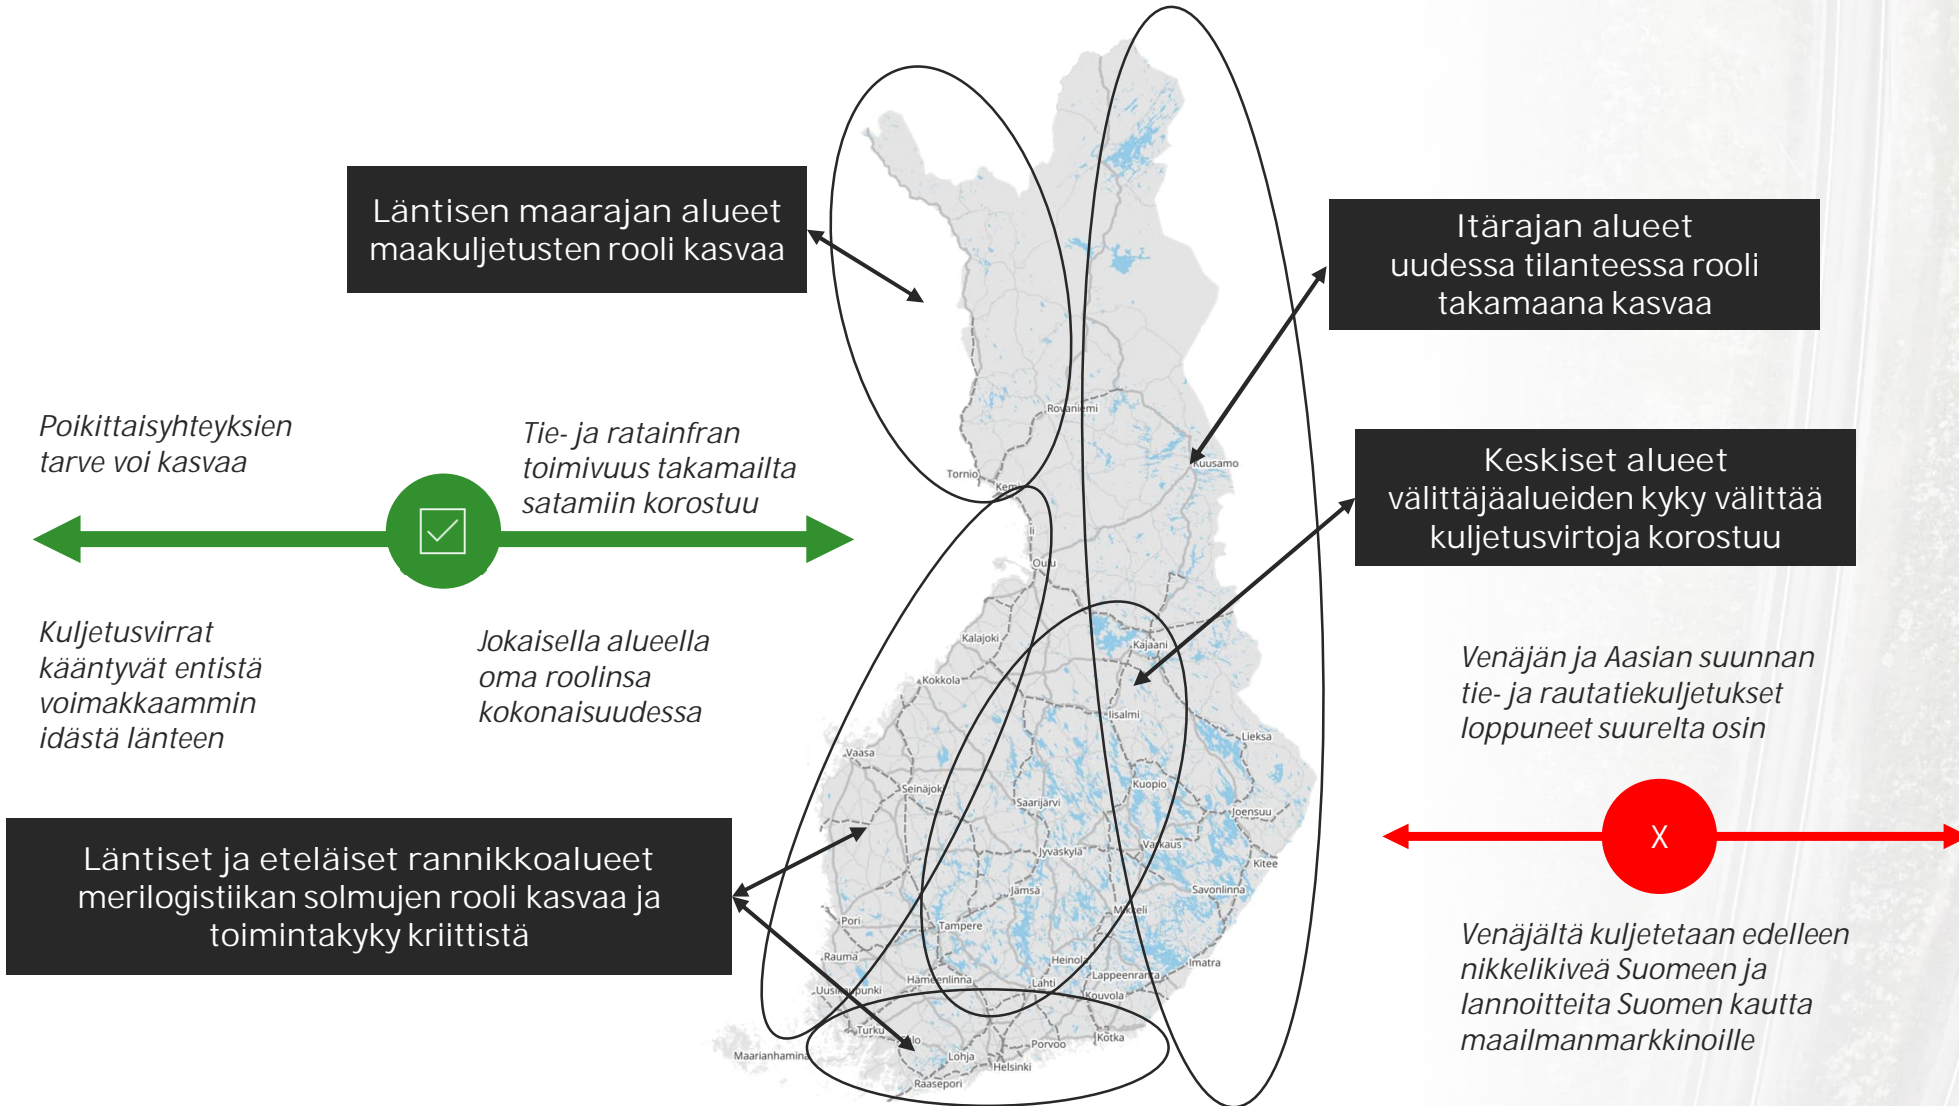 Läntisen maarajan alueet
maakuljetusten rooli kasvaa
Itärajan alueet
uudessa tilanteessa rooli
takamaana kasvaa
Poikittaisyhteyksien
tarve voi kasvaa
Tie- ja ratainfran
toimivuus takamailta
satamiin korostuu
Keskiset alueet
välittäjäalueiden kyky välittää
kuljetusvirtoja korostuu
Kuljetusvirrat
kääntyvät entistä
voimakkaammin
idästä länteen
Jokaisella alueella
oma roolinsa
kokonaisuudessa
Venäjän ja Aasian suunnan
tie- ja rautatiekuljetukset
loppuneet suurelta osin
X
Läntiset ja eteläiset rannikkoalueet
merilogistiikan solmujen rooli kasvaa ja
toimintakyky kriittistä
Venäjältä kuljetetaan edelleen
nikkelikiveä Suomeen ja
lannoitteita Suomen kautta
maailmanmarkkinoille
Rovaniemi
Kuusamo
Tornio
Kemi
Ii
Oulu
Kalajoki
Kajaani
Kokkola
Iisalmi
Lieksa
Vaasa
Seinäjoki
Kuopio
Saarijärvi
Joensuu
Jyväskylä
Varkaus
Kitee
Jämsä
Savonlinna
Mikkeli
Pori
Tampere
Rauma
Heinola
Imatra
Hämeenlinna
Lahti
Lappeenranta
Uusikaupunki
Kouvola
Turku
lo
Porvoo
Kotka
Maarianhamina
Lohja
Helsinki
Raasepori